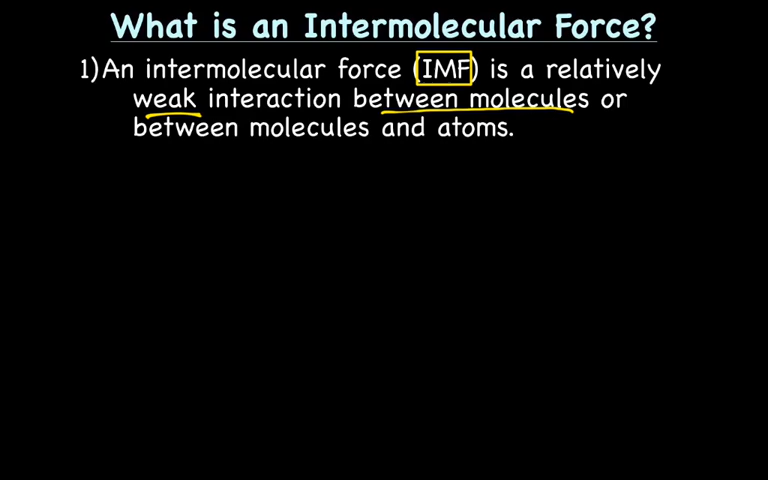 What is an Intermolecular Force?
1)An intermolecular force (IMF) is a relatively
weak interaction between molecules or
between molecules and atoms.